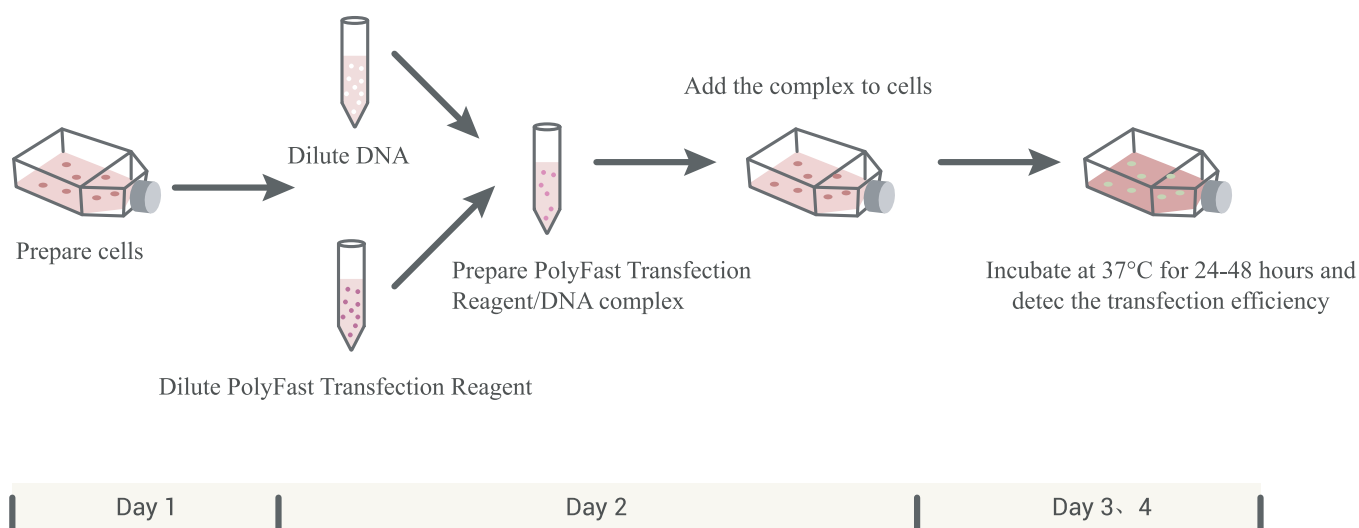 Add the complex to cells
Dilute DNA
Prepare cells
Prepare PolyFast Transfection
Reagent/DNA complex
Incubate at 37°C for 24-48 hours and
detec the transfection efficiency
Dilute PolyFast Transfection Reagent
Day 1
Day 2
Day 3、4